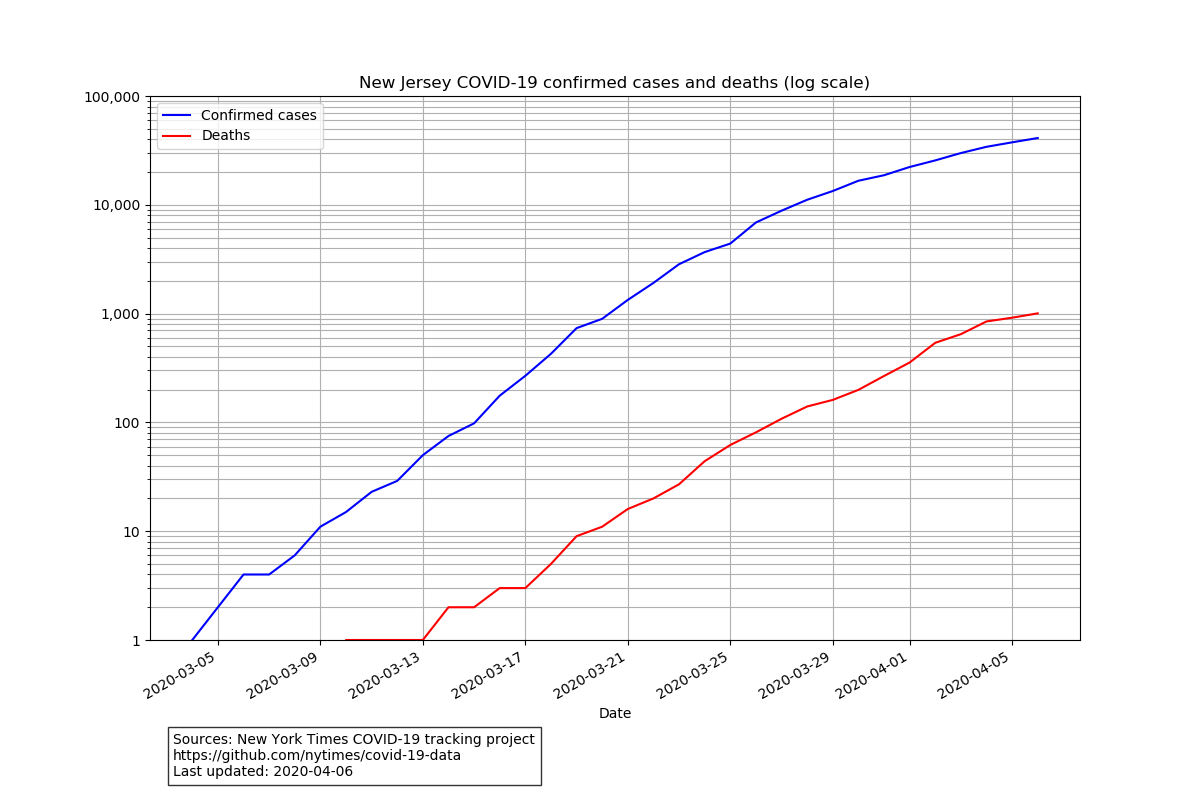 New Jersey COVID-19 confirmed cases and deaths (log scale)
100,000
10,000
1,000
100
10
1
Confirmed cases
Deaths
2020-03-05
2020-03-09
2020-03-13
2020-03-17
2020-03-21
2020-03-25
2020-03-29
2020-04-01
2020-04-05
Date
Sources: New York Times COVID-19 tracking project
https://github.com/nytimes/covid-19-data
Last updated: 2020-04-06